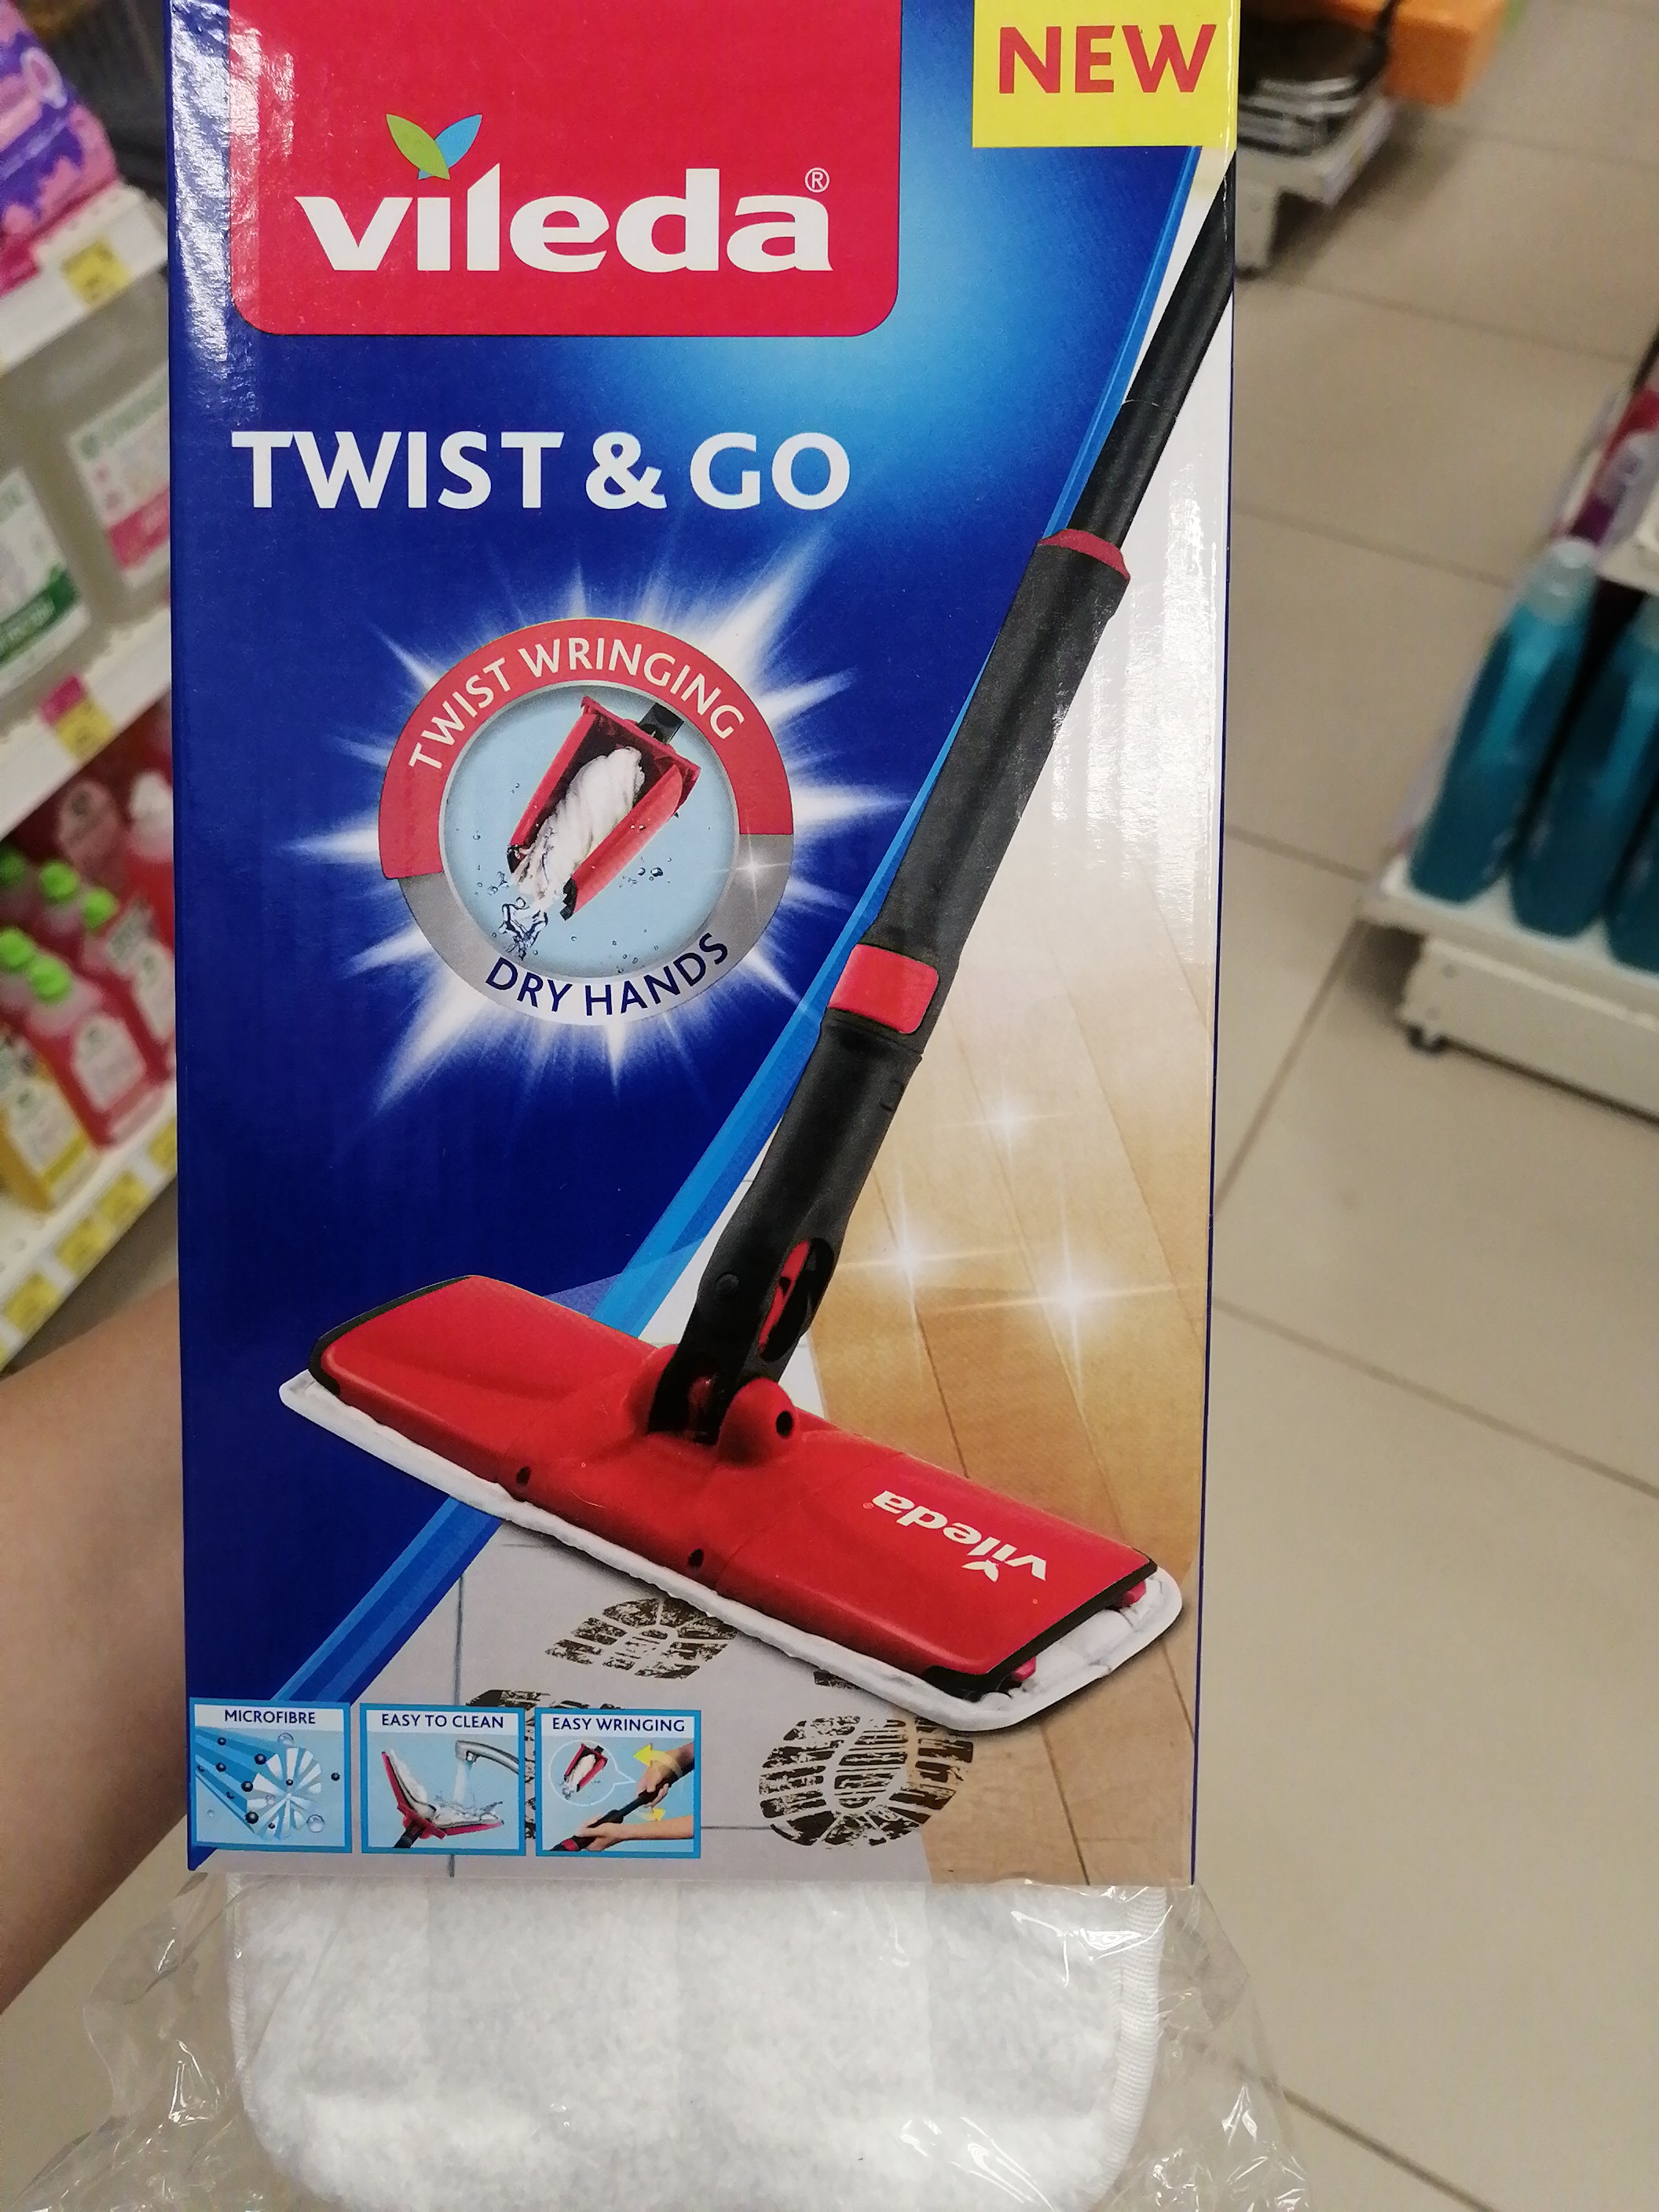 NEW
vileda®
TWIST & GO
TWIST WRINGING
DRY HANDS
vileda
MICROFIBRE
EASY TO CLEAN
EASY WRINGING